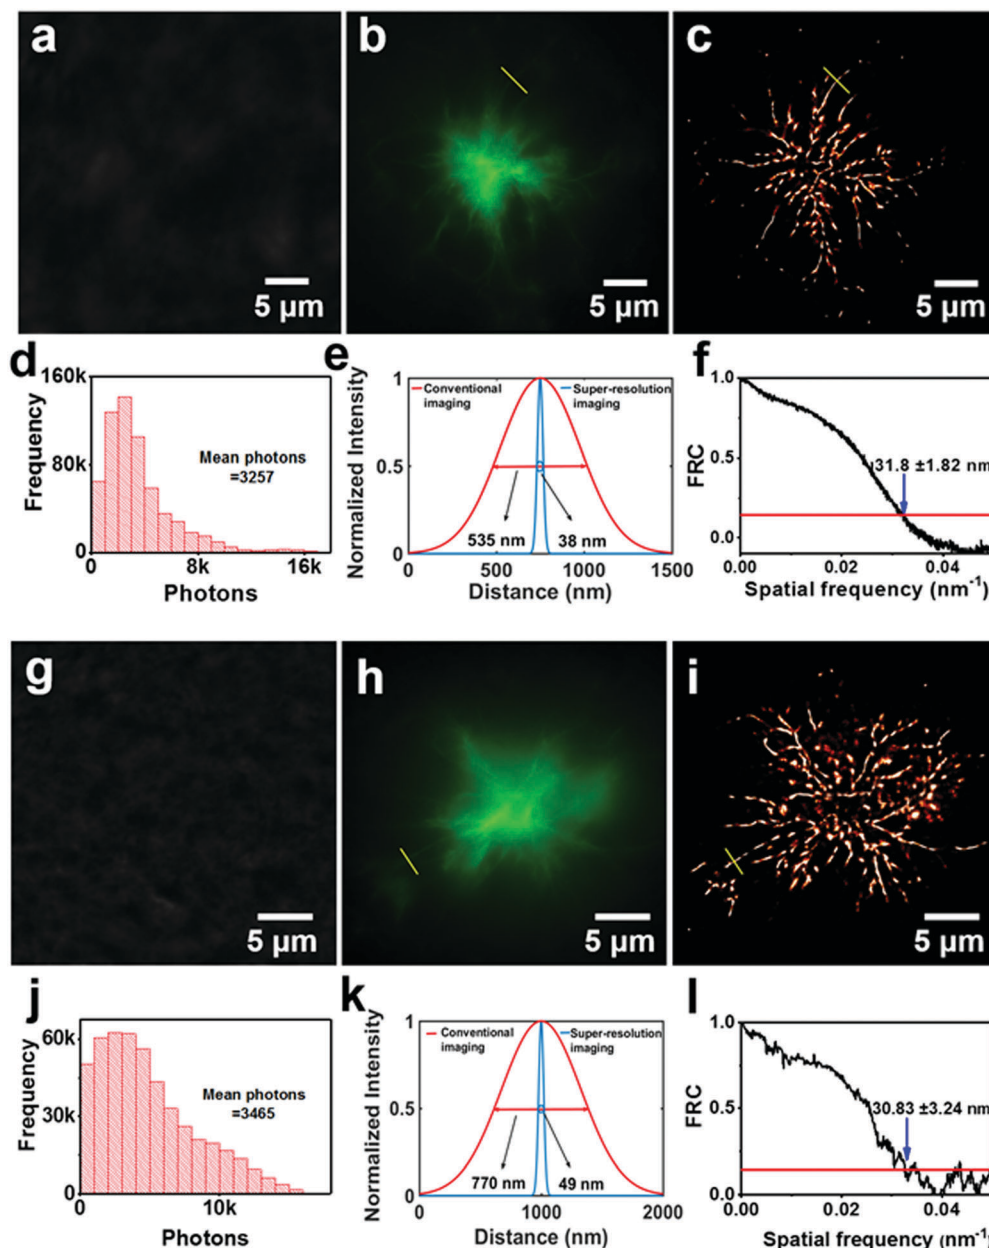 a
b
c
5 µm
5 µm
5 µm
d
160k
80k
0
Frequency
Mean photons
=3257
0
8k
16k
Photons
e
Normalized Intensity
1
0.5
0
Conventional
imaging
Super-resolution
imaging
535 nm
38 nm
0
500
1000
1500
Distance (nm)
f
FRC
1.0
0.5
0.0
31.8 ±1.82 nm
0.00
0.02
0.04
Spatial frequency (nm⁻¹)
g
h
i
5 µm
5 µm
5 µm
j
60k
30k
0
Frequency
Mean photons
=3465
0
10k
Photons
k
Normalized Intensity
1
0.5
0
Conventional
imaging
Super-resolution
imaging
770 nm
49 nm
0
1000
2000
Distance (nm)
l
FRC
1.0
0.5
0.0
30.83 ±3.24 nm
0.00
0.02
0.04
Spatial frequency (nm⁻¹)